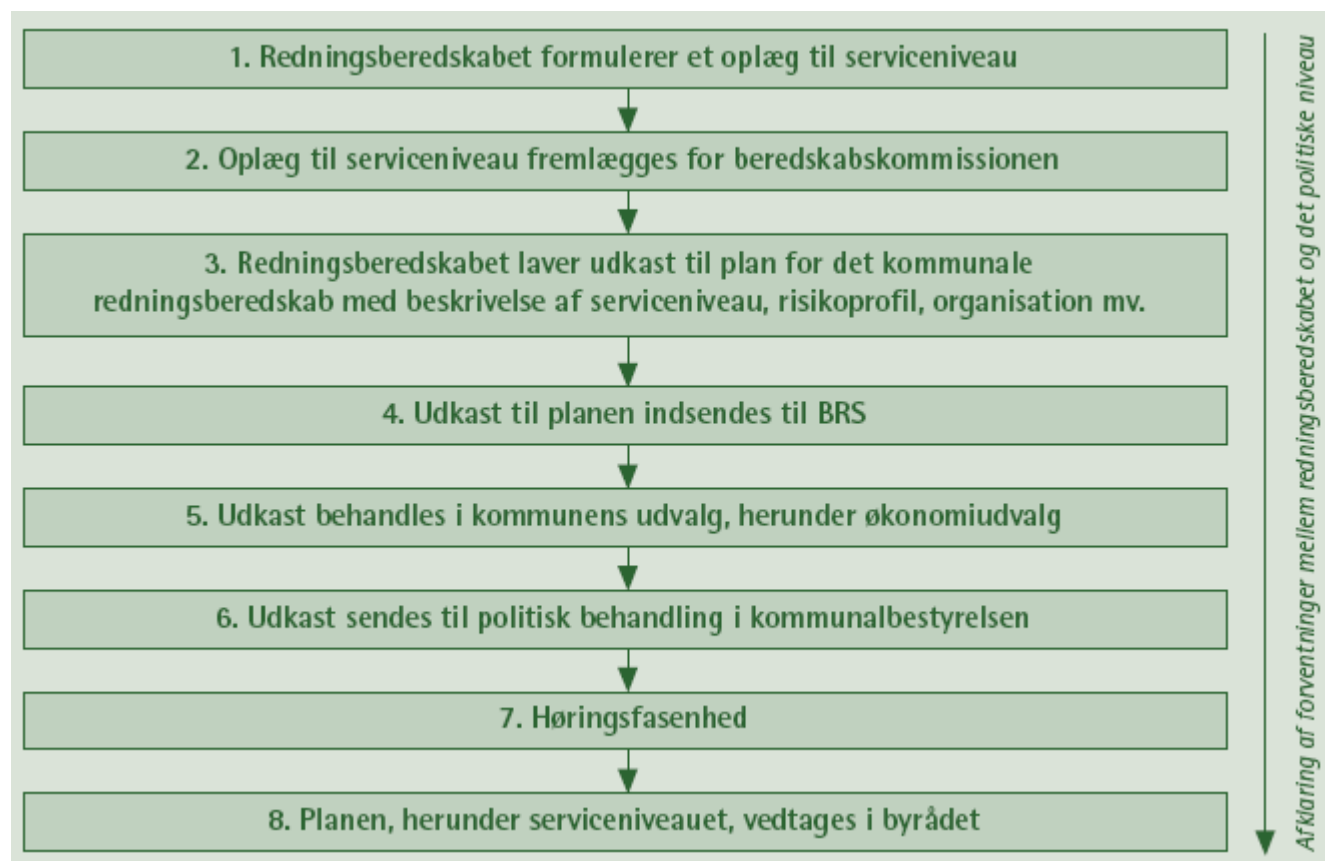 1. Redningsberedskabet formulerer et oplæg til serviceniveau
2. Oplæg til serviceniveau fremlægges for beredskabskommissionen
3. Redningsberedskabet laver udkast til plan for det kommunale
redningsberedskab med beskrivelse af serviceniveau, risikoprofil, organisation mv.
4. Udkast til planen indsendes til BRS
5. Udkast behandles i kommunens udvalg, herunder økonomiudvalg
6. Udkast sendes til politisk behandling i kommunalbestyrelsen
7. Høringsfasenhed
8. Planen, herunder serviceniveauet, vedtages i byrådet
Afklaring af forventninger mellem redningsberedskabet og det politiske niveau